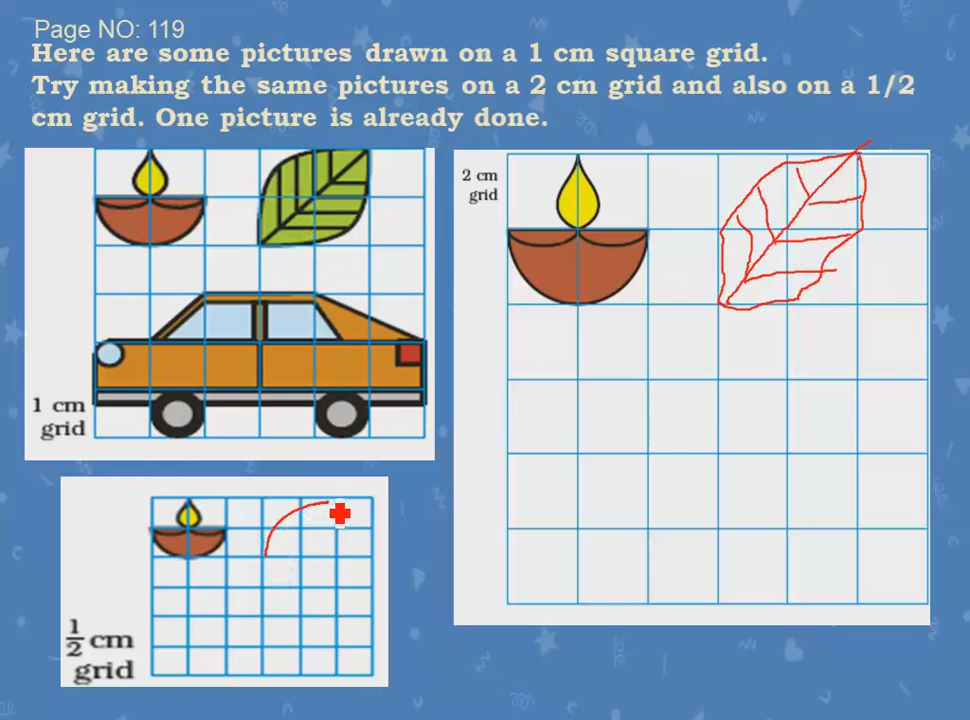 Page NO: 119
Here are some pictures drawn on a 1 cm square grid.
Try making the same pictures on a 2 cm grid and also on a 1/2
cm grid. One picture is already done.
2 cm
grid
1 cm
grid
1/2 cm
grid